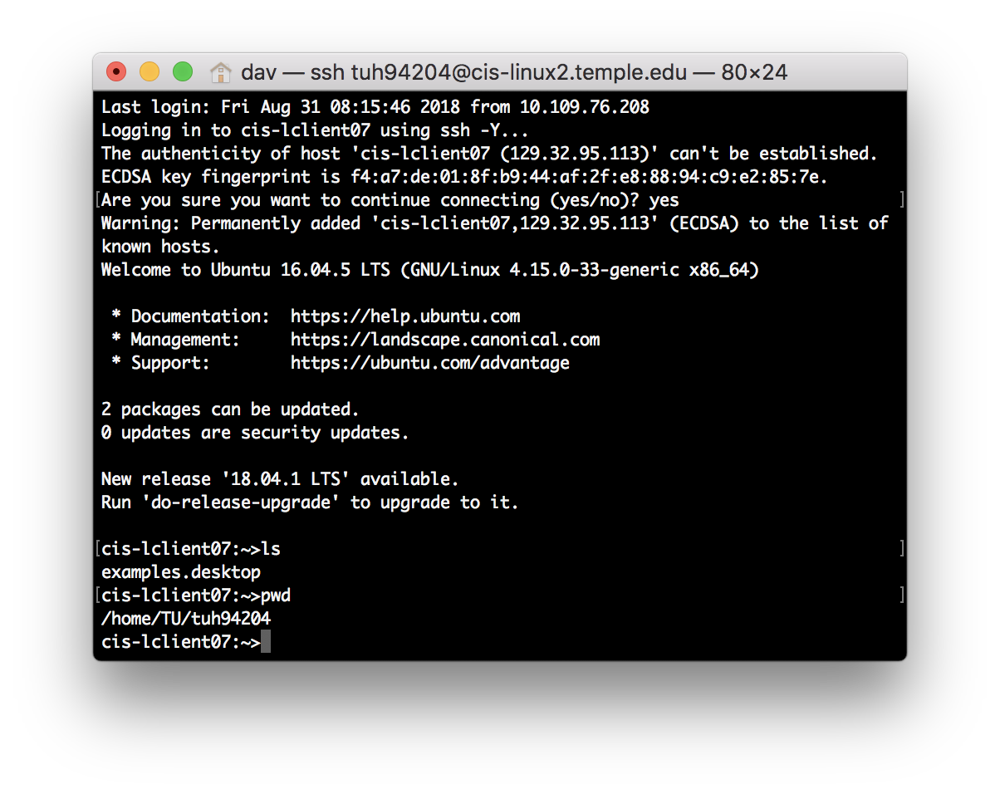 dav — ssh tuh94204@cis-linux2.temple.edu — 80×24
Last login: Fri Aug 31 08:15:46 2018 from 10.109.76.208
Logging in to cis-lclient07 using ssh -Y...
The authenticity of host 'cis-lclient07 (129.32.95.113)' can't be established.
ECDSA key fingerprint is f4:a7:de:01:8f:b9:44:af:2f:e8:88:94:c9:e2:85:7e.
[Are you sure you want to continue connecting (yes/no)? yes ]
Warning: Permanently added 'cis-lclient07,129.32.95.113' (ECDSA) to the list of
known hosts.
Welcome to Ubuntu 16.04.5 LTS (GNU/Linux 4.15.0-33-generic x86_64)
* Documentation:  https://help.ubuntu.com
* Management:     https://landscape.canonical.com
* Support:        https://ubuntu.com/advantage
2 packages can be updated.
0 updates are security updates.
New release '18.04.1 LTS' available.
Run 'do-release-upgrade' to upgrade to it.
[cis-lclient07:~>ls ]
examples.desktop
[cis-lclient07:~>pwd ]
/home/TU/tuh94204
cis-lclient07:~>